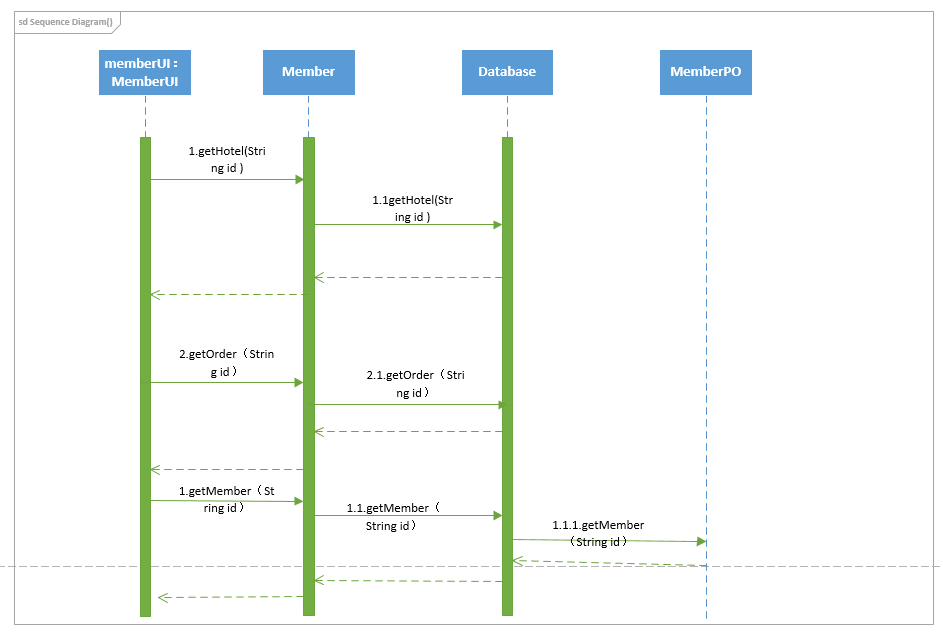 sd Sequence Diagram()
memberUI：
MemberUI
Member
Database
MemberPO
1.getHotel(Stri
ng id )
1.1getHotel(Str
ing id )
2.getOrder（Strin
g id）
2.1.getOrder（Stri
ng id）
1.getMember（St
ring id）
1.1.getMember（
String id）
1.1.1.getMember
（String id）